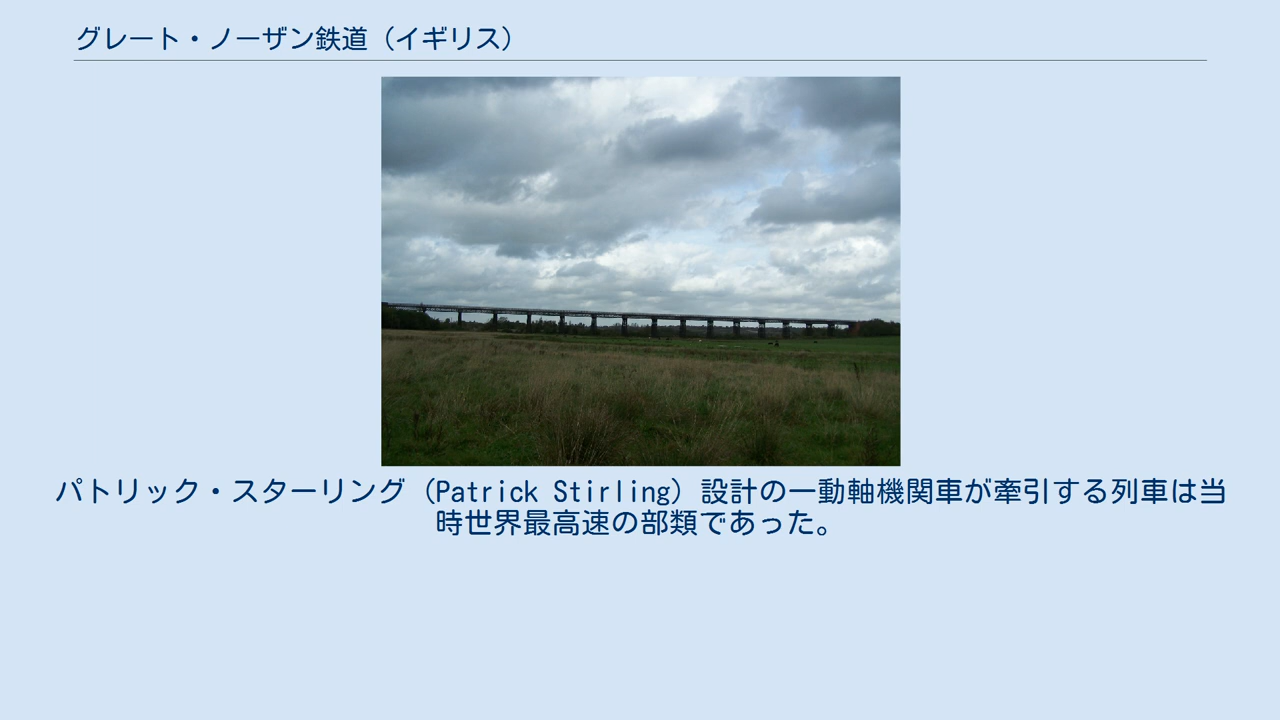 グレート・ノーザン鉄道（イギリス）
パトリック・スターリング（Patrick Stirling）設計の一動軸機関車が牽引する列車は当
時世界最高速の部類であった。